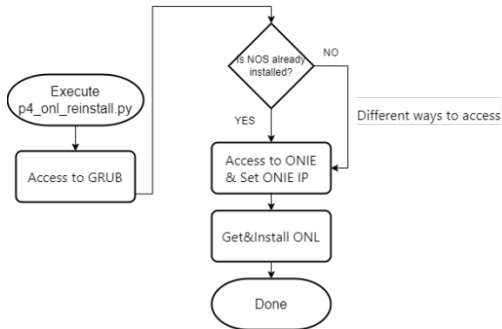 Execute
p4_onl_reinstall.py
Access to GRUB
Is NOS already
installed?
NO
YES
Different ways to access
Access to ONIE
& Set ONIE IP
Get&Install ONL
Done